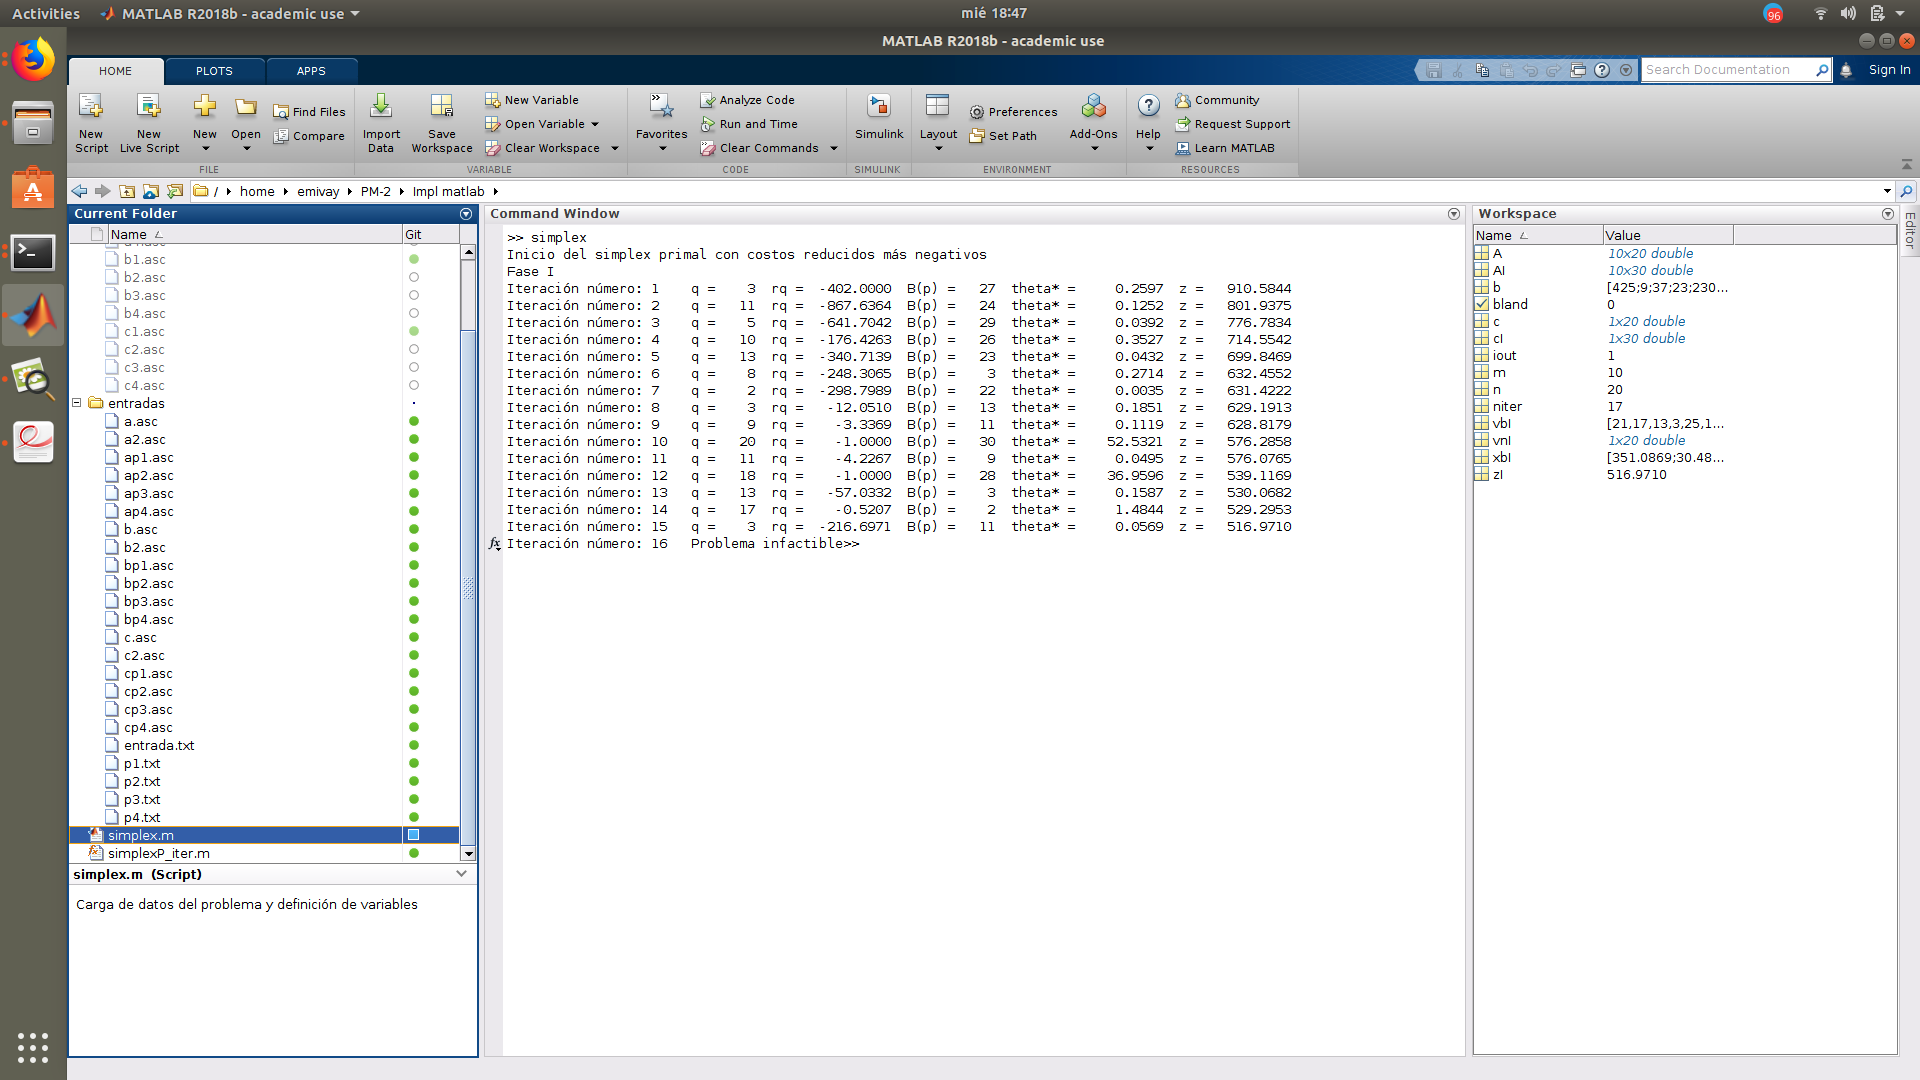 Activities
MATLAB R2018b - academic use
mié 18:47
96
MATLAB R2018b - academic use
HOME
PLOTS
APPS
Search Documentation
Sign In
New Script
New Live Script
New
Open
Find Files
Compare
FILE
Import Data
Save Workspace
New Variable
Open Variable
Clear Workspace
VARIABLE
Favorites
Analyze Code
Run and Time
Clear Commands
CODE
Simulink
SIMULINK
Layout
Preferences
Set Path
Add-Ons
ENVIRONMENT
Help
Community
Request Support
Learn MATLAB
RESOURCES
/ home emivay PM-2 Impl matlab
Current Folder
Name Git
b1.asc
b2.asc
b3.asc
b4.asc
c1.asc
c2.asc
c3.asc
c4.asc
entradas
a.asc
a2.asc
ap1.asc
ap2.asc
ap3.asc
ap4.asc
b.asc
b2.asc
bp1.asc
bp2.asc
bp3.asc
bp4.asc
c.asc
c2.asc
cp1.asc
cp2.asc
cp3.asc
cp4.asc
entrada.txt
p1.txt
p2.txt
p3.txt
p4.txt
simplex.m
simplexP_iter.m
simplex.m (Script)
Carga de datos del problema y definición de variables
Command Window
>> simplex
Inicio del simplex primal con costos reducidos más negativos
Fase I
Iteración número: 1 q = 3 rq = -402.0000 B(p) = 27 theta* = 0.2597 z = 910.5844
Iteración número: 2 q = 11 rq = -867.6364 B(p) = 24 theta* = 0.1252 z = 801.9375
Iteración número: 3 q = 5 rq = -641.7042 B(p) = 29 theta* = 0.0392 z = 776.7834
Iteración número: 4 q = 10 rq = -176.4263 B(p) = 26 theta* = 0.3527 z = 714.5542
Iteración número: 5 q = 13 rq = -340.7139 B(p) = 23 theta* = 0.0432 z = 699.8469
Iteración número: 6 q = 8 rq = -248.3065 B(p) = 3 theta* = 0.2714 z = 632.4552
Iteración número: 7 q = 2 rq = -298.7989 B(p) = 22 theta* = 0.0035 z = 631.4222
Iteración número: 8 q = 3 rq = -12.0510 B(p) = 13 theta* = 0.1851 z = 629.1913
Iteración número: 9 q = 9 rq = -3.3369 B(p) = 11 theta* = 0.1119 z = 628.8179
Iteración número: 10 q = 20 rq = -1.0000 B(p) = 30 theta* = 52.5321 z = 576.2858
Iteración número: 11 q = 11 rq = -4.2267 B(p) = 9 theta* = 0.0495 z = 576.0765
Iteración número: 12 q = 18 rq = -1.0000 B(p) = 28 theta* = 36.9596 z = 539.1169
Iteración número: 13 q = 13 rq = -57.0332 B(p) = 3 theta* = 0.1587 z = 530.0682
Iteración número: 14 q = 17 rq = -0.5207 B(p) = 2 theta* = 1.4844 z = 529.2953
Iteración número: 15 q = 3 rq = -216.6971 B(p) = 11 theta* = 0.0569 z = 516.9710
fx Iteración número: 16 Problema infactible>>
Workspace
Name Value
A 10x20 double
AI 10x30 double
b [425;9;37;23;230...
bland 0
c 1x20 double
cI 1x30 double
iout 1
m 10
n 20
niter 17
vbI [21,17,13,3,25,1...
vnI 1x20 double
xbI [351.0869;30.48...
zI 516.9710
Editor